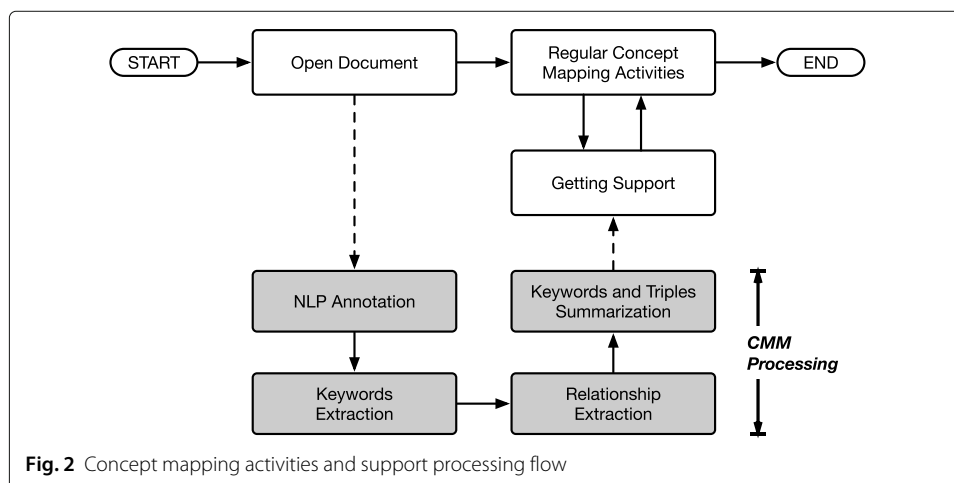 START
Open Document
Regular Concept
Mapping Activities
END
Getting Support
NLP Annotation
Keywords and Triples
Summarization
CMM
Processing
Keywords
Extraction
Relationship
Extraction
Fig. 2 Concept mapping activities and support processing flow